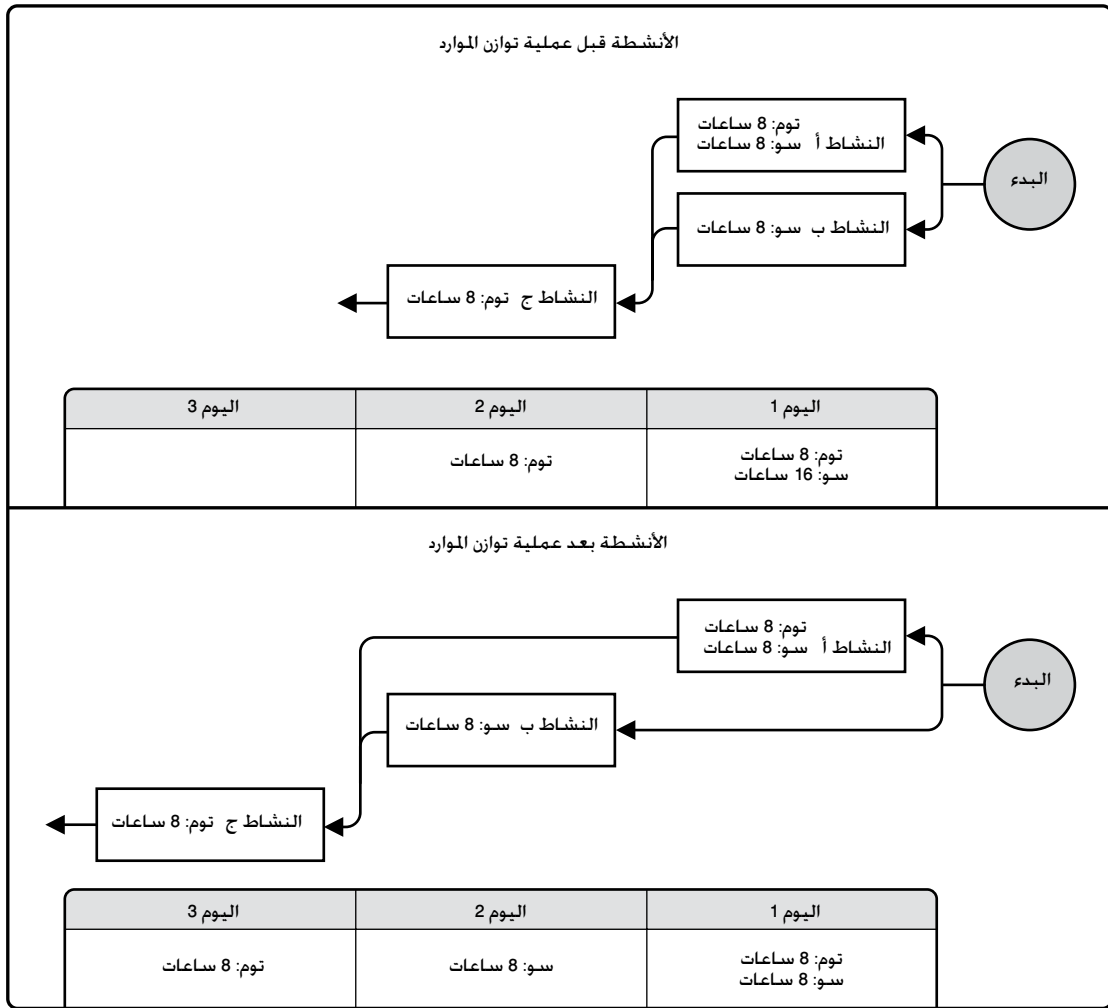 الأنشطة قبل عملية توازن الموارد
البدء
توم: 8 ساعات
النشاط أ سو: 8 ساعات
النشاط ب سو: 8 ساعات
النشاط ج توم: 8 ساعات
اليوم 1
اليوم 2
اليوم 3
توم: 8 ساعات
سو: 16 ساعات
توم: 8 ساعات
الأنشطة بعد عملية توازن الموارد
البدء
توم: 8 ساعات
النشاط أ سو: 8 ساعات
النشاط ب سو: 8 ساعات
النشاط ج توم: 8 ساعات
اليوم 1
اليوم 2
اليوم 3
توم: 8 ساعات
سو: 8 ساعات
سو: 8 ساعات
توم: 8 ساعات